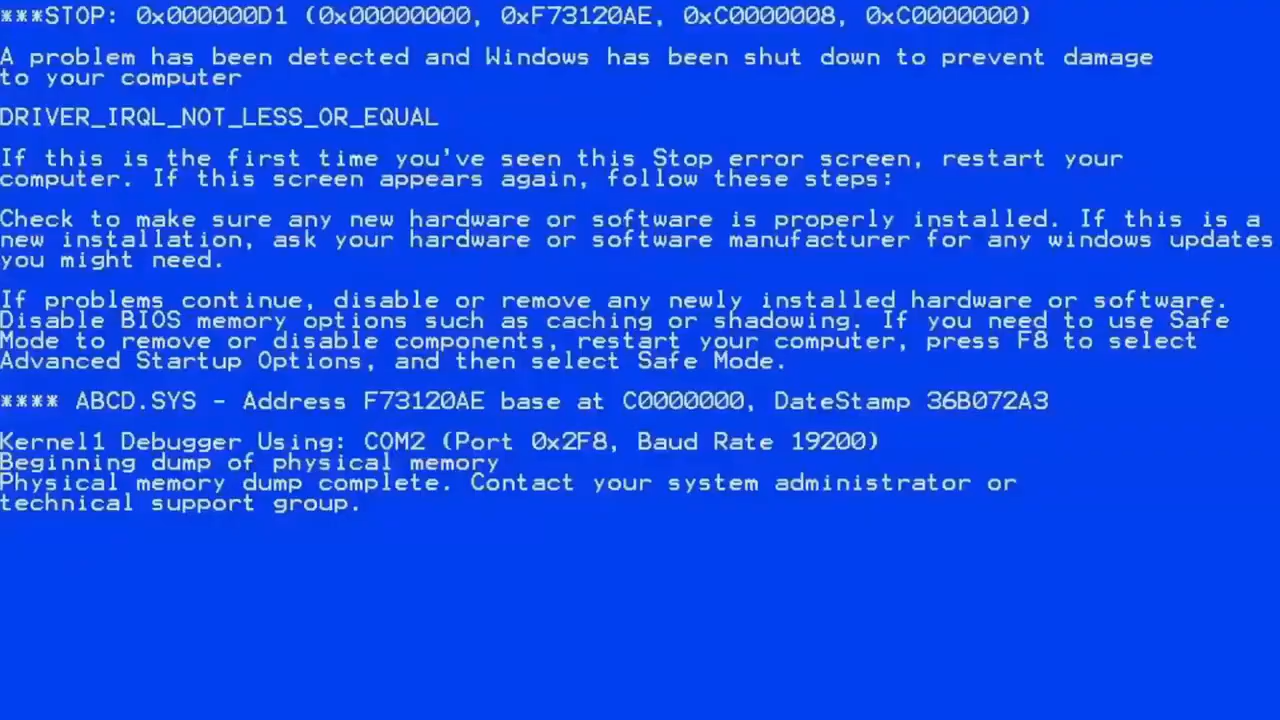 ***STOP: 0x000000D1 (0x00000000, 0xF73120AE, 0xC0000008, 0xC0000000)
A problem has been detected and Windows has been shut down to prevent damage
to your computer
DRIVER_IRQL_NOT_LESS_OR_EQUAL
If this is the first time you've seen this Stop error screen, restart your
computer. If this screen appears again, follow these steps:
Check to make sure any new hardware or software is properly installed. If this is a
new installation, ask your hardware or software manufacturer for any windows updates
you might need.
If problems continue, disable or remove any newly installed hardware or software.
Disable BIOS memory options such as caching or shadowing. If you need to use Safe
Mode to remove or disable components, restart your computer, press F8 to select
Advanced Startup Options, and then select Safe Mode.
**** ABCD.SYS - Address F73120AE base at C0000000, DateStamp 36B072A3
Kernel1 Debugger Using: COM2 (Port 0x2F8, Baud Rate 19200)
Beginning dump of physical memory
Physical memory dump complete. Contact your system administrator or
technical support group.